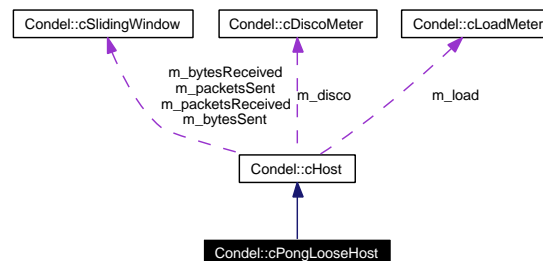 Condel::cSlidingWindow
Condel::cDiscoMeter
Condel::cLoadMeter
m_bytesReceived
m_packetsSent
m_packetsReceived
m_bytesSent
m_disco
m_load
Condel::cHost
Condel::cPongLooseHost